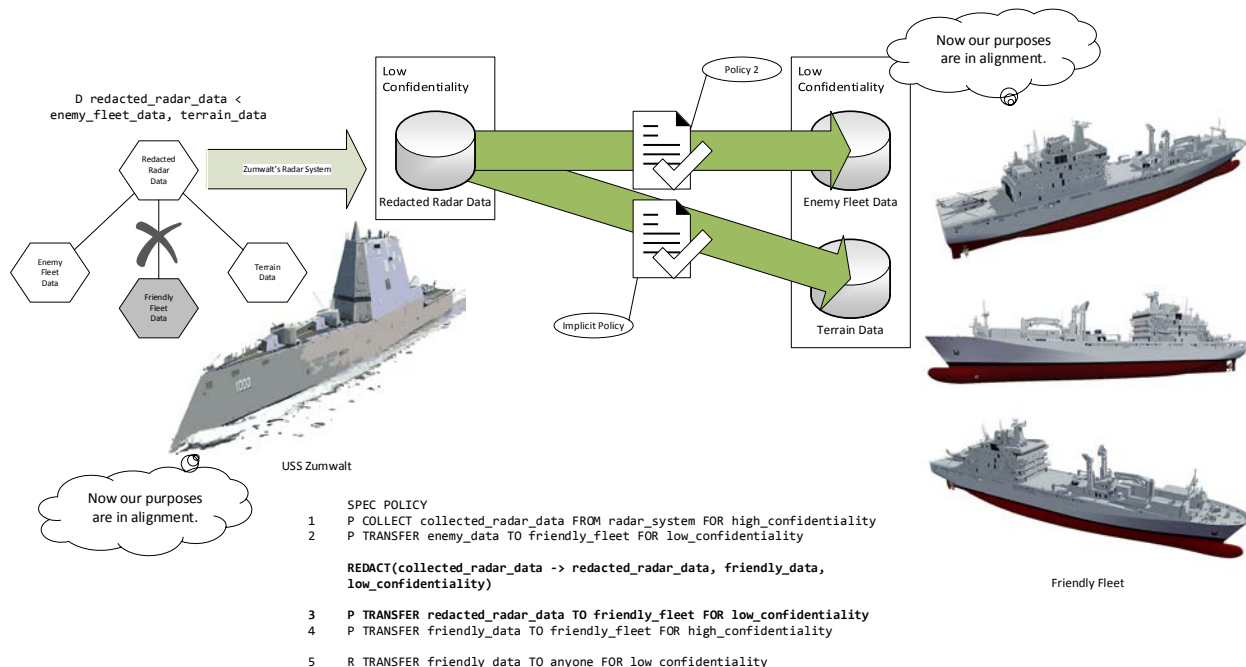 Now our purposes
are in alignment.
Policy 2
Low
Confidentiality
Low
Confidentiality
D redacted_radar_data <
enemy_fleet_data, terrain_data
Redacted
Radar
Data
Zumwalt's Radar System
Redacted Radar Data
Enemy Fleet Data
Enemy
Fleet
Data
Friendly
Fleet
Data
Terrain
Data
Implicit Policy
Terrain Data
1000
USS Zumwalt
Now our purposes
are in alignment.
SPEC POLICY
1 P COLLECT collected_radar_data FROM radar_system FOR high_confidentiality
2 P TRANSFER enemy_data TO friendly_fleet FOR low_confidentiality
REDACT(collected_radar_data -> redacted_radar_data, friendly_data,
low_confidentiality)
3 P TRANSFER redacted_radar_data TO friendly_fleet FOR low_confidentiality
4 P TRANSFER friendly_data TO friendly_fleet FOR high_confidentiality
5 R TRANSFER friendly_data TO anyone FOR low_confidentiality
Friendly Fleet